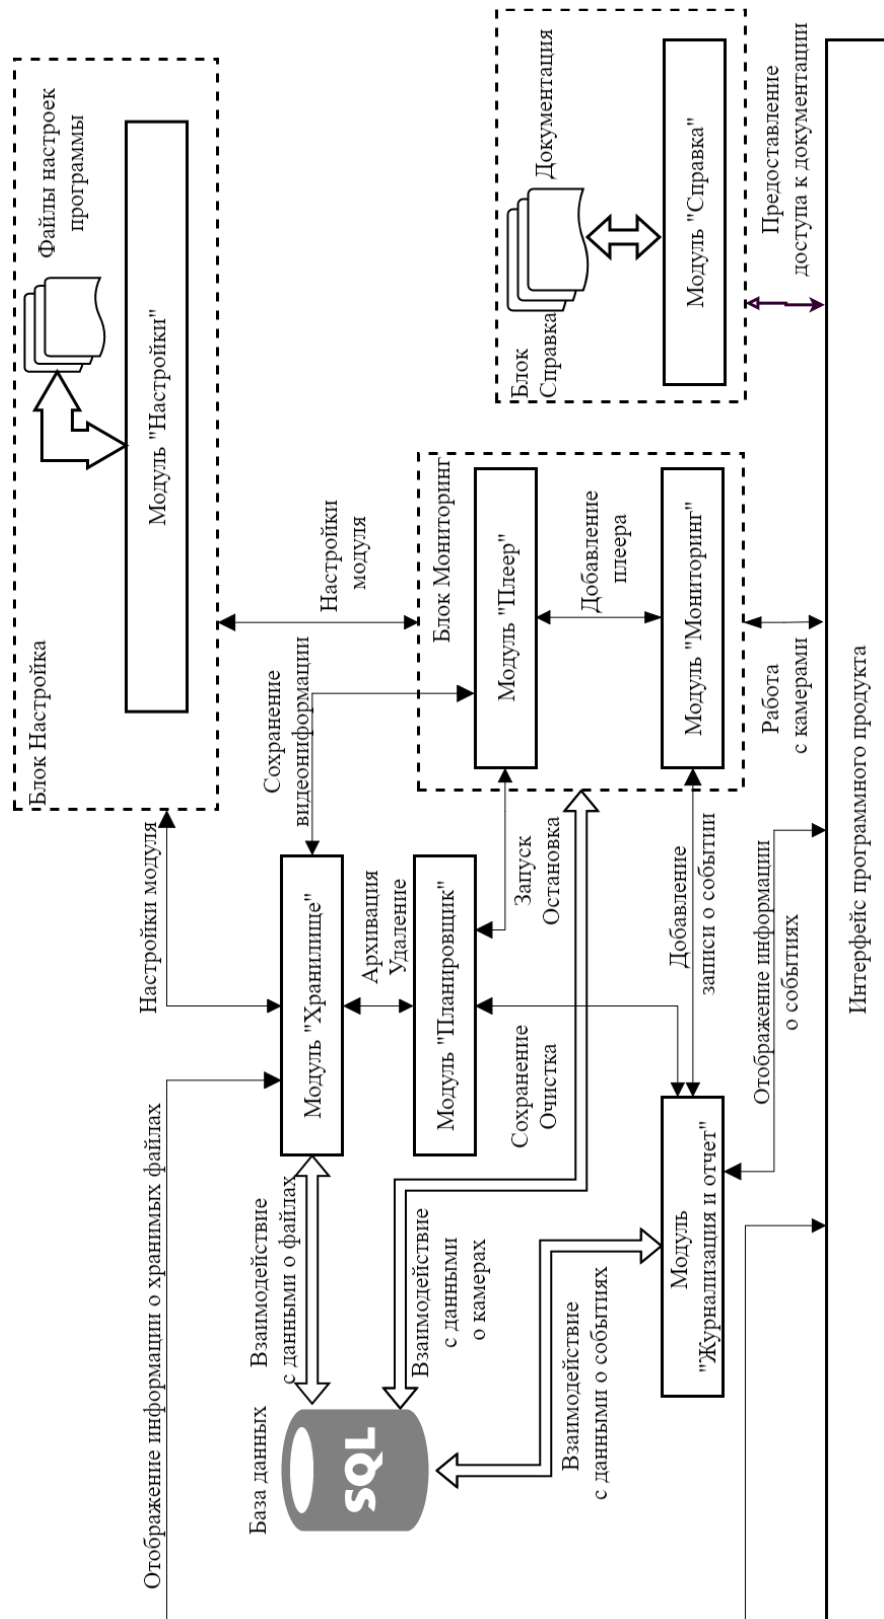 Отображение информации о хранимых файлах
Настройки модуля
Блок Настройка
Файлы настроек
программы
Модуль "Настройки"
База данных
SQL
Взаимодействие
с данными о файлах
Модуль "Хранилище"
Сохранение
видеониформации
Настройки
модуля
Архивация
Удаление
Взаимодействие
с данными
о камерах
Модуль "Планировщик"
Блок Мониторинг
Сохранение
Очистка
Запуск
Остановка
Модуль "Плеер"
Блок
Справка
Документация
Взаимодействие
с данными о событиях
Добавление
плеера
Модуль
"Журнализация и отчет"
Добавление
записи о событии
Модуль "Мониторинг"
Модуль "Справка"
Отображение информации
о событиях
Работа
с камерами
Предоставление
доступа к документации
Интерфейс программного продукта